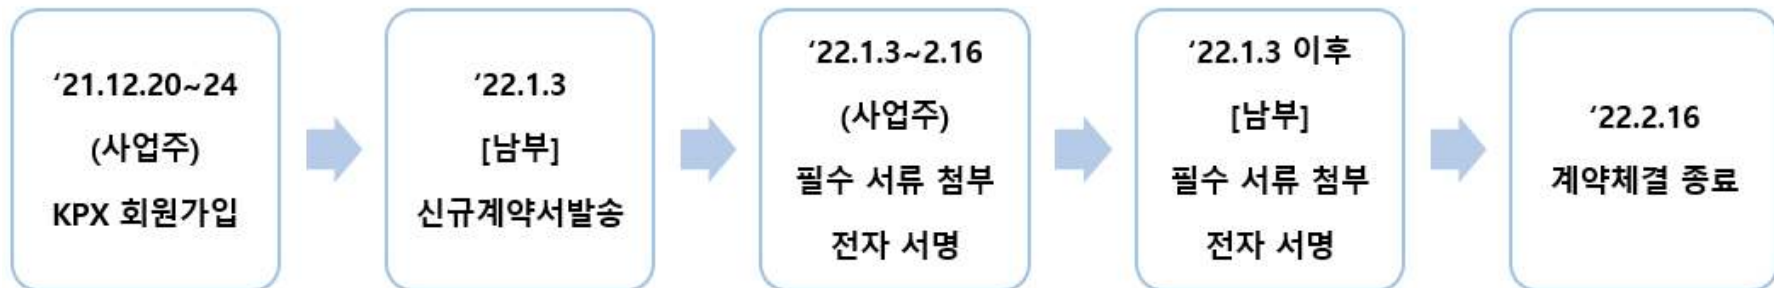 ‘21.12.20~24
(사업주)
KPX 회원가입
‘22.1.3
[남부]
신규계약서발송
‘22.1.3~2.16
(사업주)
필수 서류 첨부
전자 서명
‘22.1.3 이후
[남부]
필수 서류 첨부
전자 서명
‘22.2.16
계약체결 종료